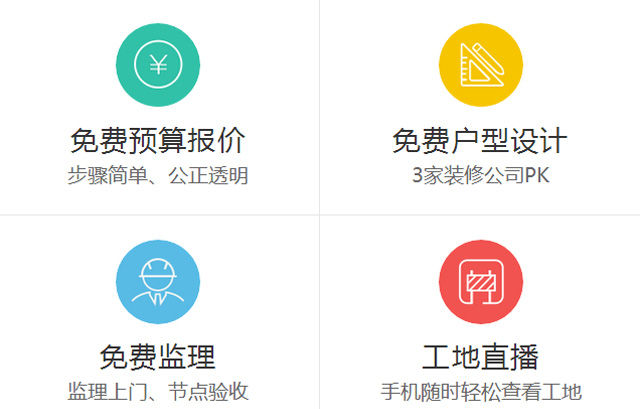 ¥
免费预算报价
步骤简单、公正透明
免费户型设计
3家装修公司PK
免费监理
监理上门、节点验收
工地直播
手机随时轻松查看工地